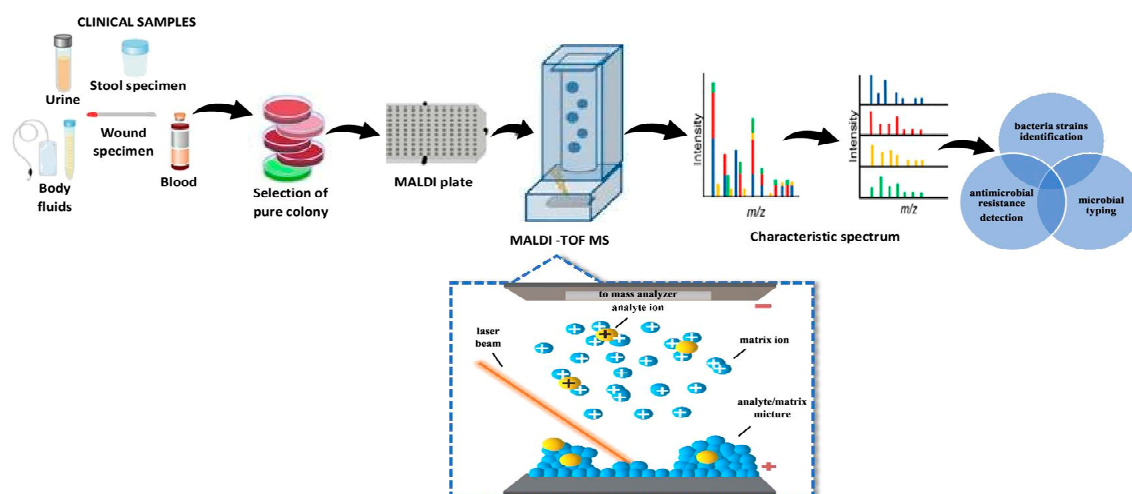 CLINICAL SAMPLES
Urine
Stool specimen
Wound
specimen
Body
fluids
Blood
Selection of
pure colony
MALDI plate
MALDI -TOF MS
Intensity
m/z
Characteristic spectrum
Intensity
m/z
bacteria strains
identification
antimicrobial
resistance
detection
microbial
typing
to mass analyzer
analyte ion
laser
beam
matrix ion
analyte/matrix
micture